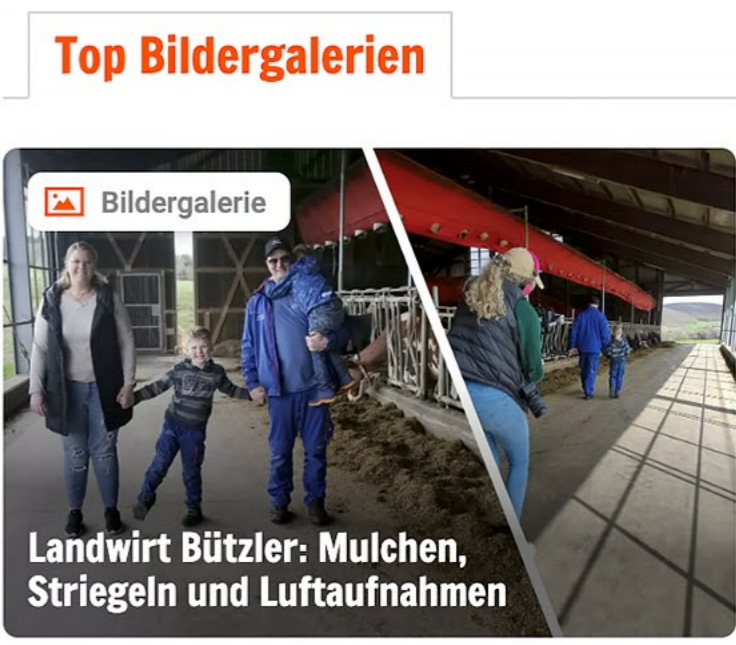 Top Bildergalerien
Bildergalerie
Landwirt Bützler: Mulchen,
Striegeln und Luftaufnahmen